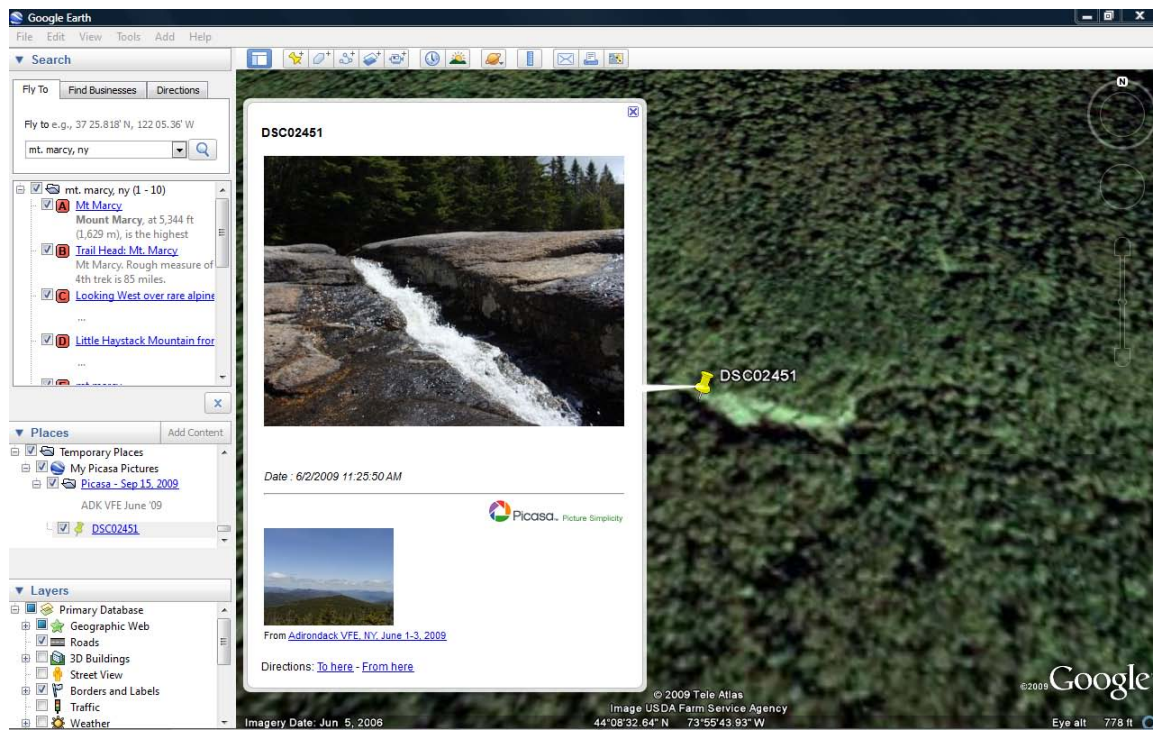 Google Earth
File Edit View Tools Add Help
Search
Fly To Find Businesses Directions
Fly to e.g., 37 25.818' N, 122 05.36' W
mt. marcy, ny
mt. marcy, ny (1 - 10)
A Mt Marcy
Mount Marcy, at 5,344 ft
(1,629 m), is the highest
B Trail Head: Mt. Marcy
Mt Marcy. Rough measure of
4th trek is 85 miles.
C Looking West over rare alpine
...
D Little Haystack Mountain fror
...
x
Places Add Content
Temporary Places
My Picasa Pictures
Picasa - Sep 15, 2009
ADK VFE June '09
DSC02451
Layers
Primary Database
Geographic Web
Roads
3D Buildings
Street View
Borders and Labels
Traffic
Weather
DSC02451
Date : 6/2/2009 11:25:50 AM
Picasa™ Picture Simplicity
From Adirondack VFE, NY, June 1-3, 2009
Directions: To here - From here
N
DSC02451
©2009 Google
© 2009 Tele Atlas
Image USDA Farm Service Agency
Imagery Date: Jun 5, 2006 44°08'32.64" N 73°55'43.93" W Eye alt 778 ft